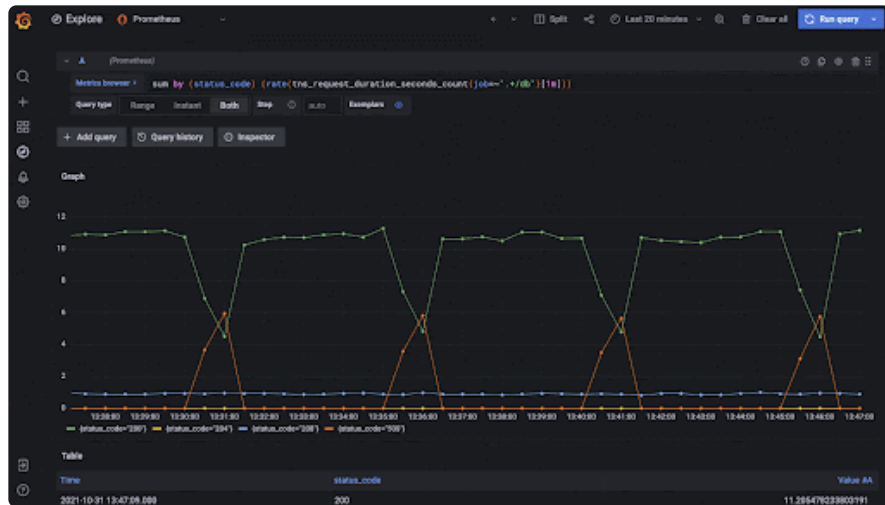 Explore Prometheus Split Last 20 minutes Clear all Run query
A (Prometheus)
Metrics browser > sum by (status_code) (rate(tns_request_duration_seconds_count{job=~'.+/db'}[1m]))
Query type Range Instant Both Step auto Exemplars
+ Add query Query history Inspector
Graph
12
10
8
6
4
2
0
13:28:00 13:29:00 13:30:00 13:31:00 13:32:00 13:33:00 13:34:00 13:35:00 13:36:00 13:37:00 13:38:00 13:39:00 13:40:00 13:41:00 13:42:00 13:43:00 13:44:00 13:45:00 13:46:00 13:47:00
{status_code="200"} {status_code="204"} {status_code="208"} {status_code="500"}
Table
Time status_code Value #A
2021-10-31 13:47:09.000 200